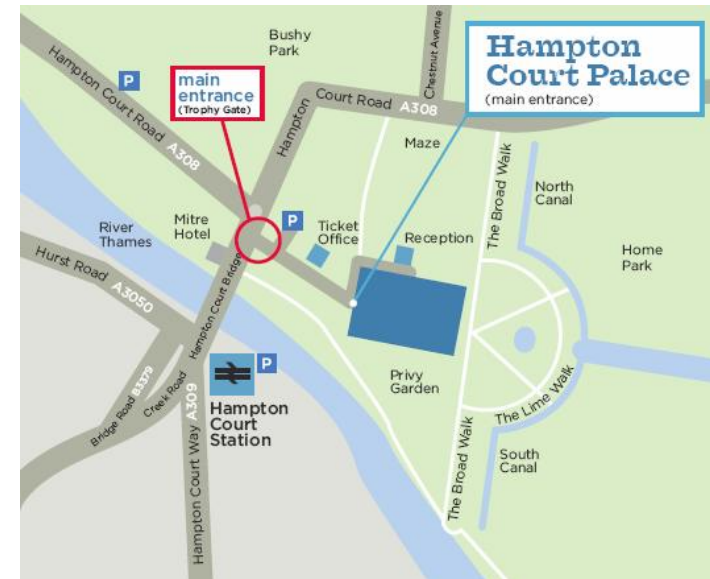 Bushy
Park
Hampton Court Road A308
P
main
entrance
(Trophy Gate)
Hampton
Court Road A308
Chestnut Avenue
Hampton
Court Palace
(main entrance)
Maze
The Broad Walk
North
Canal
Home
Park
River
Thames
Mitre
Hotel
P
Ticket
Office
Reception
Hurst Road A3050
Hampton Court Bridge
Privy
Garden
P
Hampton
Court
Station
Bridge Road B3379
Creek Road
Hampton Court Way A309
The Lime Walk
South
Canal
The Broad Walk